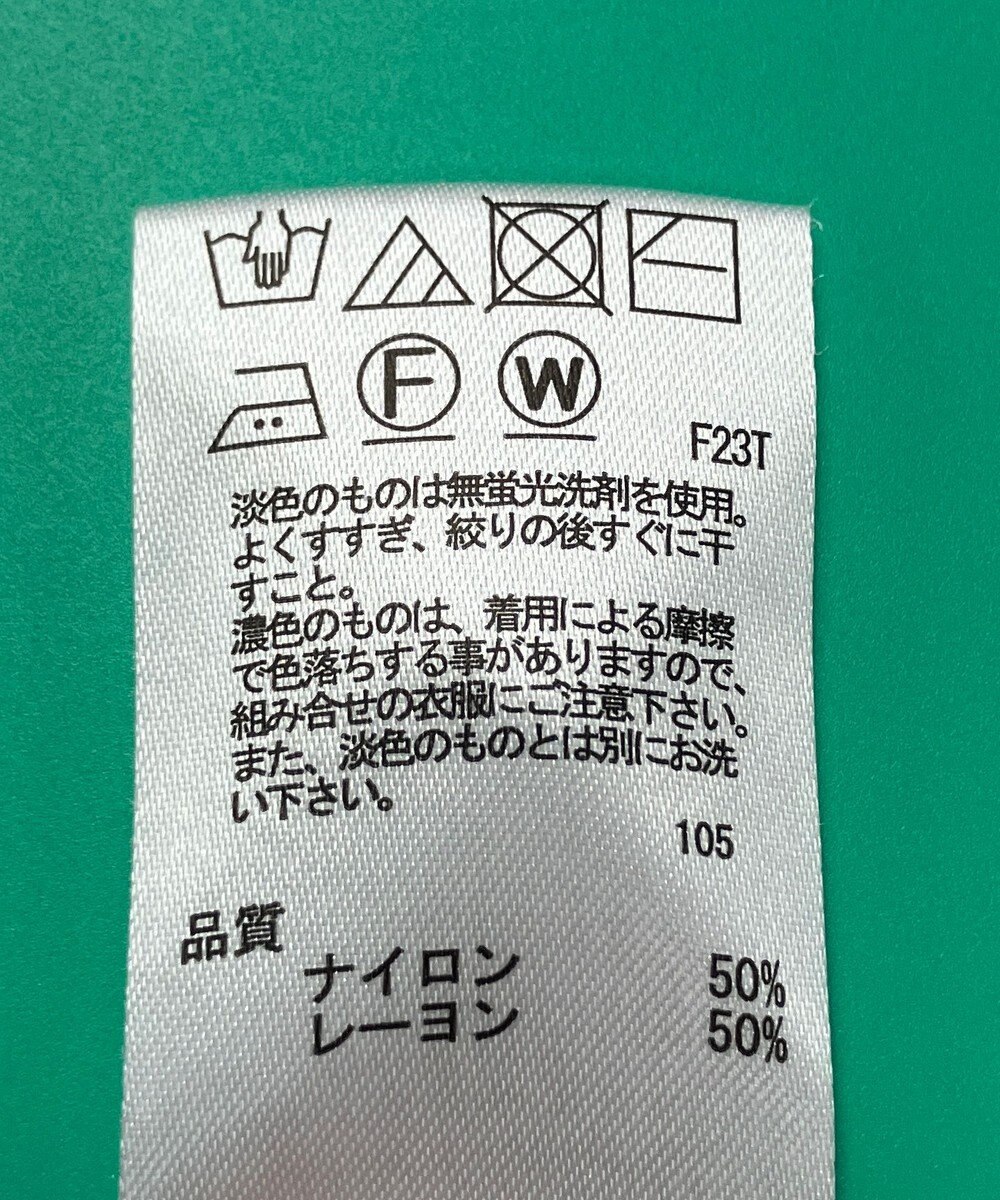 F W
F23T
淡色のものは無蛍光洗剤を使用。
よくすすぎ、絞りの後すぐに干
すこと。
濃色のものは、着用による摩擦
で色落ちする事がありますので、
組み合せの衣服にご注意下さい。
また、淡色のものとは別にお洗
い下さい。
105
品質
ナイロン 50%
レーヨン 50%